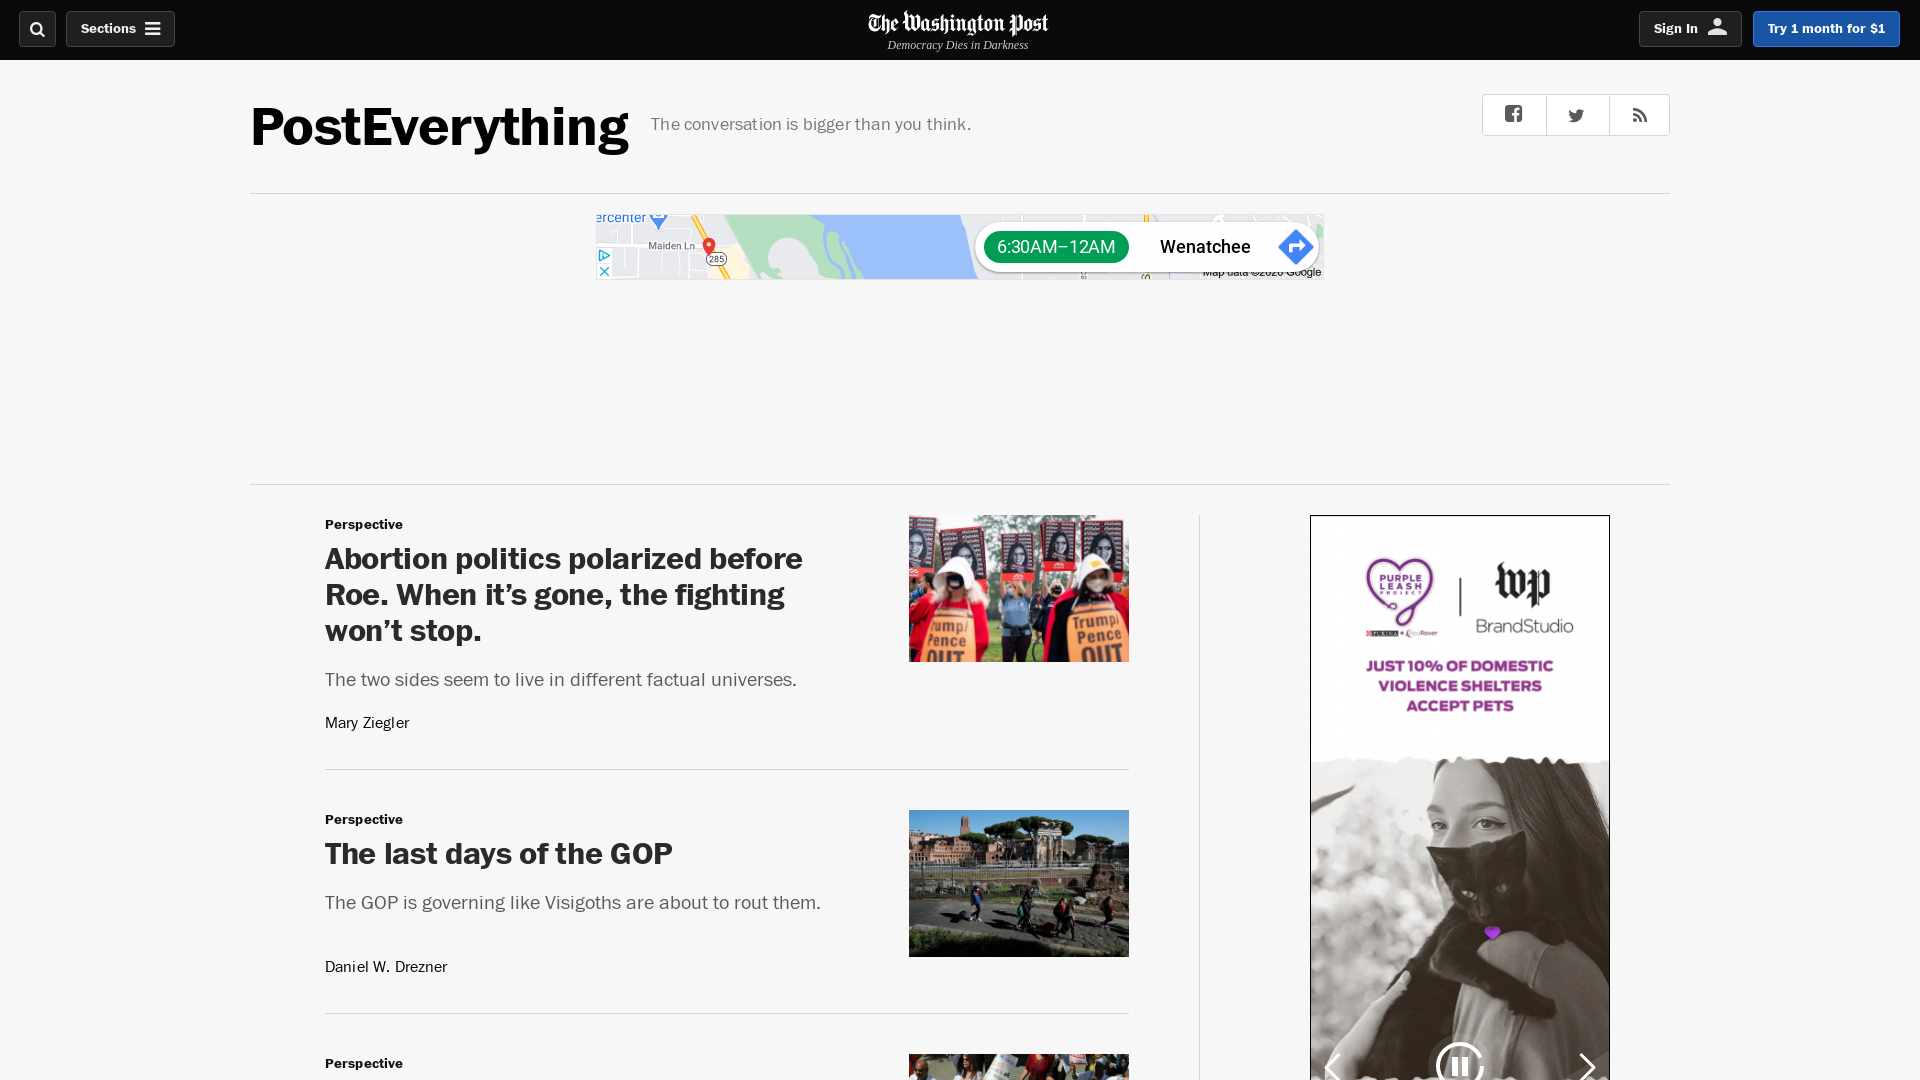 Sections
The Washington Post
Democracy Dies in Darkness
Sign In
Try 1 month for $1
PostEverything
The conversation is bigger than you think.
ercenter
Maiden Ln
285
6:30AM–12AM
Wenatchee
Map data ©2020 Google
Perspective
Abortion politics polarized before
Roe. When it’s gone, the fighting
won’t stop.
The two sides seem to live in different factual universes.
Mary Ziegler
Trump/
Pence
OUT
Trump/
Pence
OUT
Perspective
The last days of the GOP
The GOP is governing like Visigoths are about to rout them.
Daniel W. Drezner
Perspective
PURPLE
LEASH
PROJECT
PURINA + RedRover
wp
BrandStudio
JUST 10% OF DOMESTIC
VIOLENCE SHELTERS
ACCEPT PETS